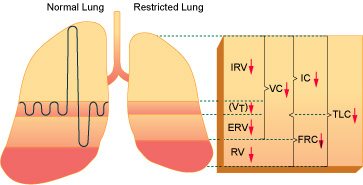 Normal Lung Restricted Lung
IRV
VC
IC
(VT)
TLC
ERV
FRC
RV